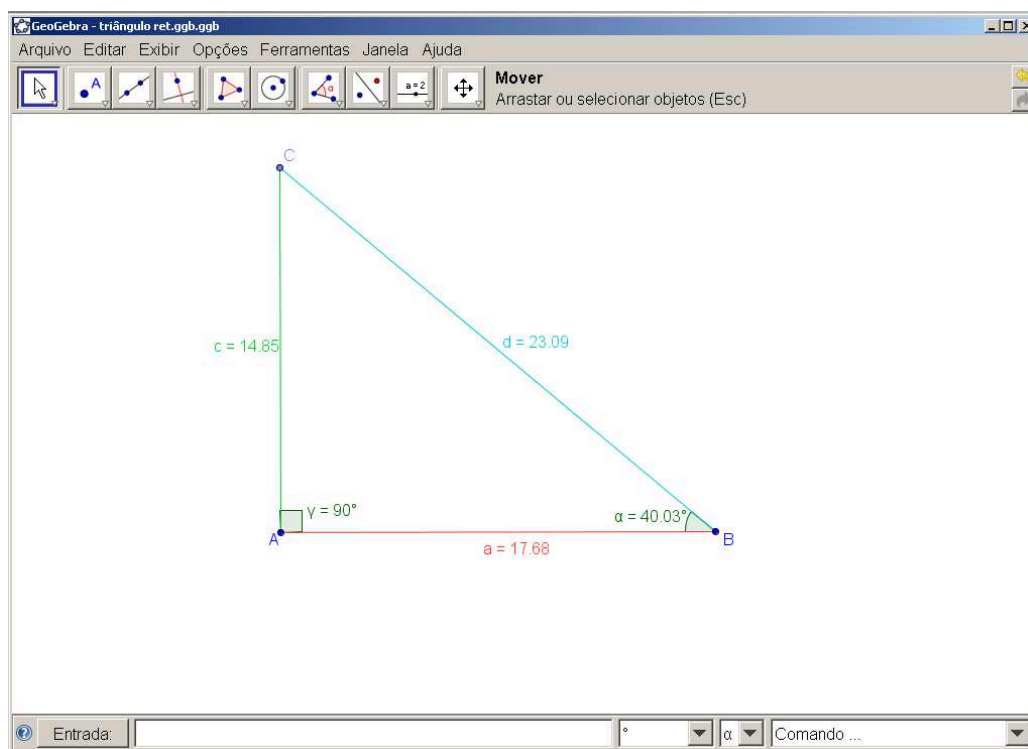 GeoGebra - triângulo ret.ggb.ggb
Arquivo Editar Exibir Opções Ferramentas Janela Ajuda
A
α
a=2
Mover
Arrastar ou selecionar objetos (Esc)
C
c = 14.85
d = 23.09
γ = 90°
α = 40.03°
A
B
a = 17.68
Entrada:
°
α
Comando ...